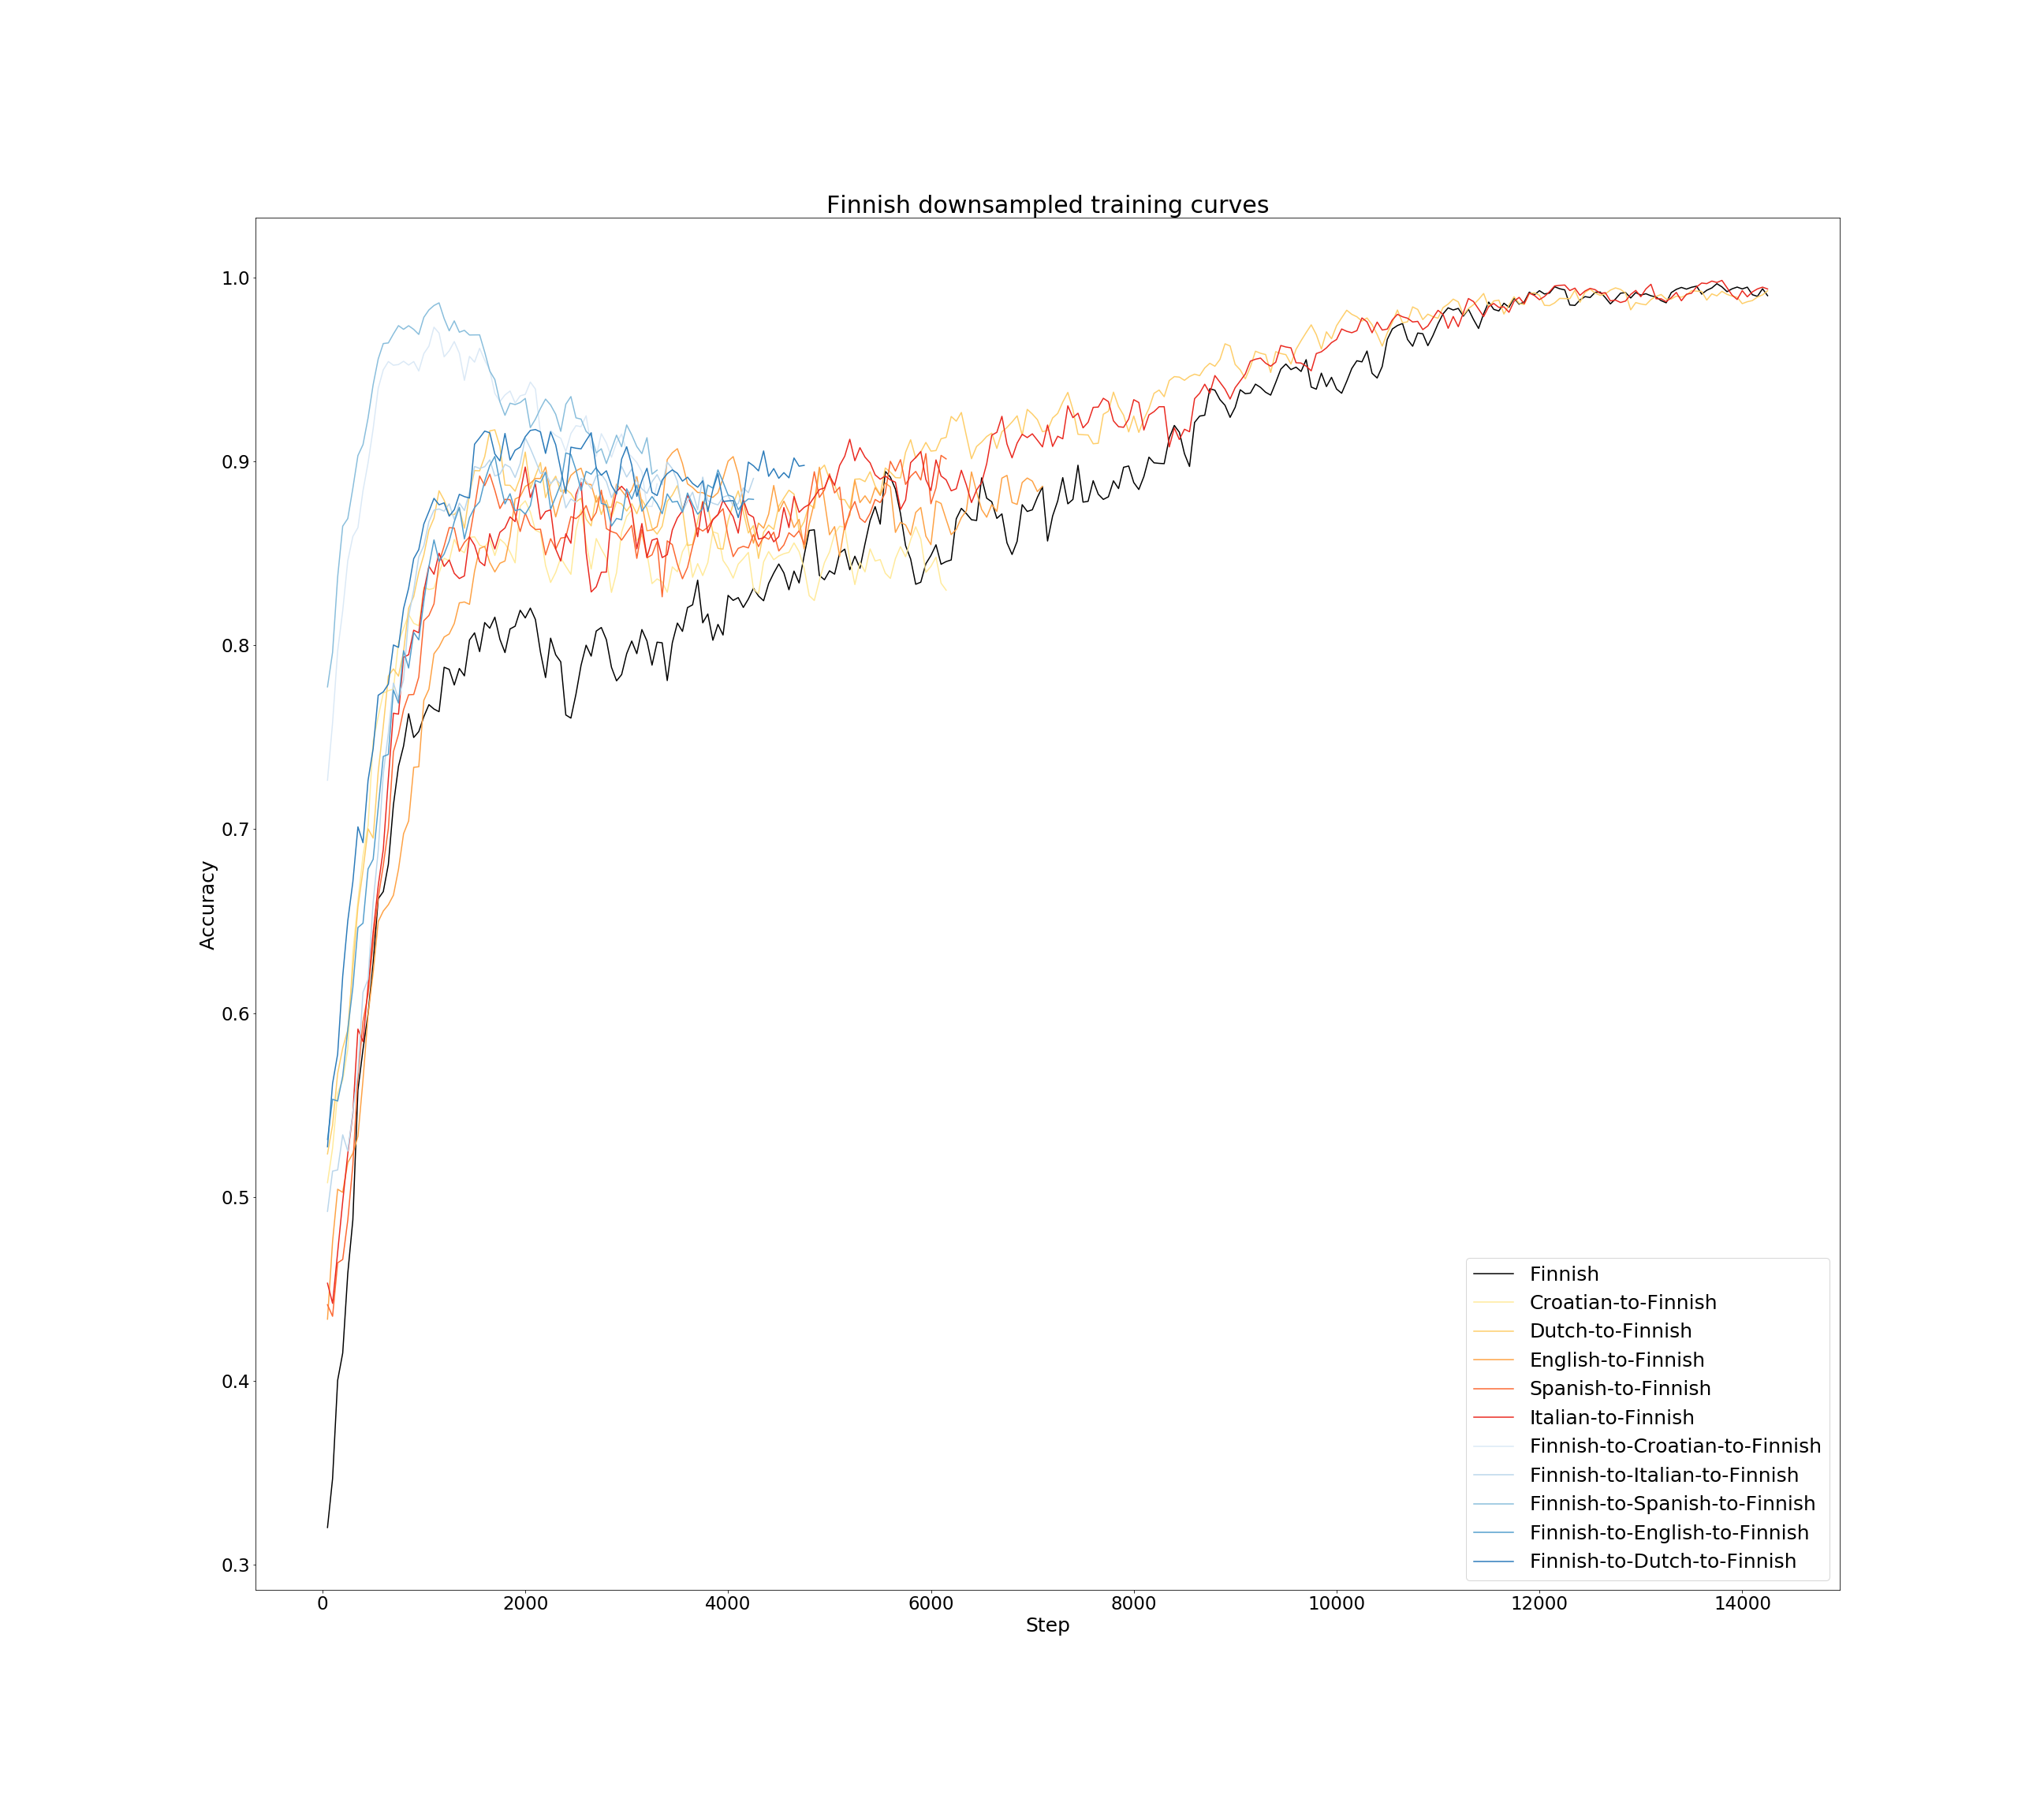 Finnish downsampled training curves
1.0
0.9
0.8
0.7
0.6
0.5
0.4
0.3
Accuracy
0 2000 4000 6000 8000 10000 12000 14000
Step
Finnish
Croatian-to-Finnish
Dutch-to-Finnish
English-to-Finnish
Spanish-to-Finnish
Italian-to-Finnish
Finnish-to-Croatian-to-Finnish
Finnish-to-Italian-to-Finnish
Finnish-to-Spanish-to-Finnish
Finnish-to-English-to-Finnish
Finnish-to-Dutch-to-Finnish